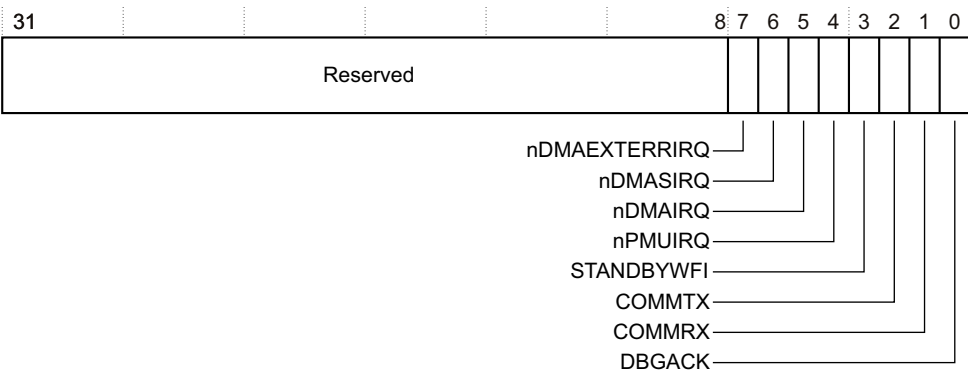 31 8 7 6 5 4 3 2 1 0
Reserved
nDMAEXTERRIRQ
nDMASIRQ
nDMAIRQ
nPMUIRQ
STANDBYWFI
COMMTX
COMMRX
DBGACK